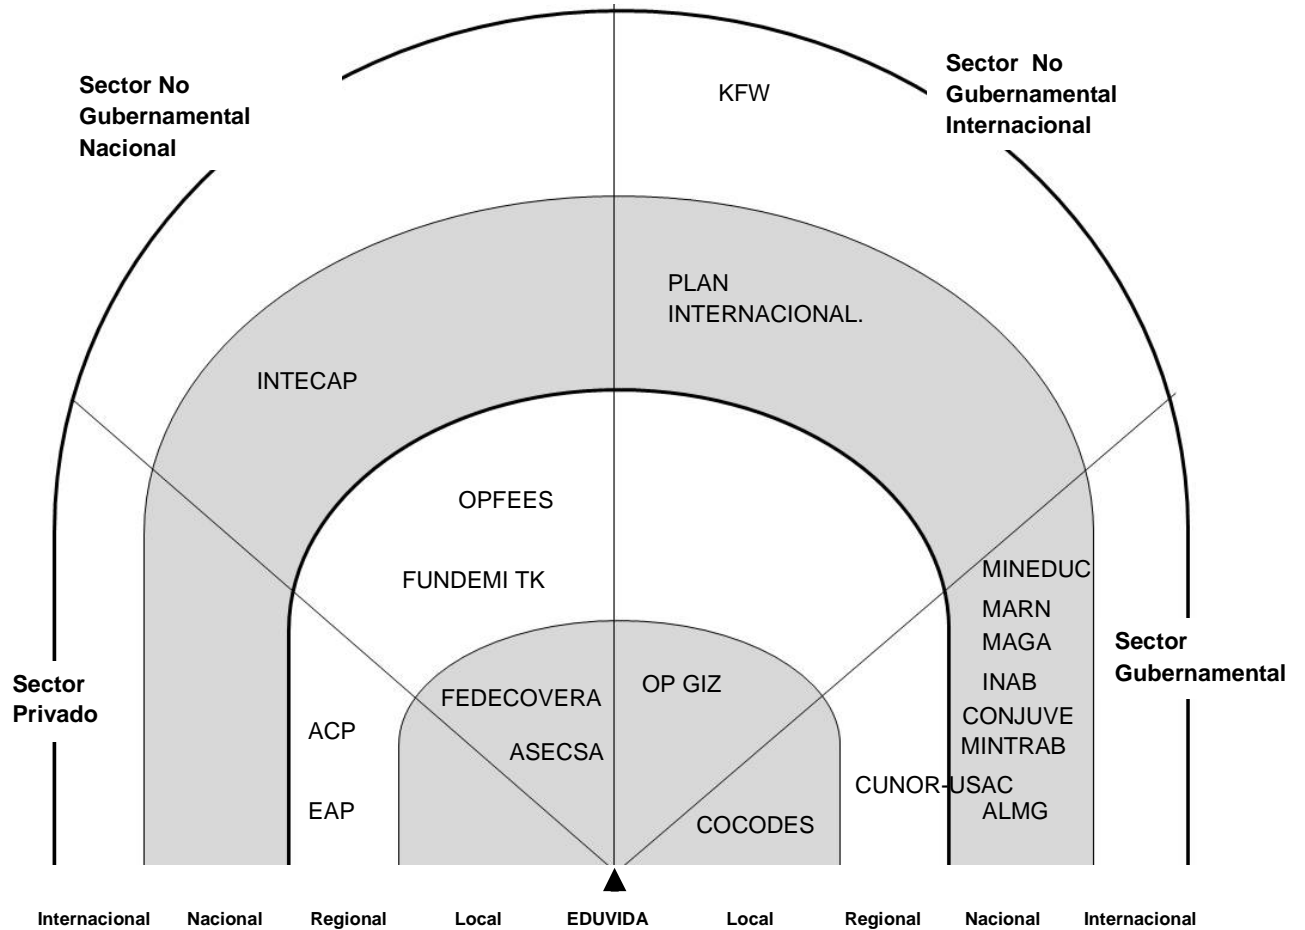 Sector No
Gubernamental
Nacional
KFW
Sector No
Gubernamental
Internacional
PLAN
INTERNACIONAL.
INTECAP
OPFEES
FUNDEMI TK
MINEDUC
MARN
MAGA
INAB
CONJUVE
MINTRAB
CUNOR-USAC
ALMG
Sector
Gubernamental
Sector
Privado
ACP
EAP
FEDECOVERA
ASECSA
OP GIZ
COCODES
Internacional Nacional Regional Local EDUVIDA Local Regional Nacional Internacional